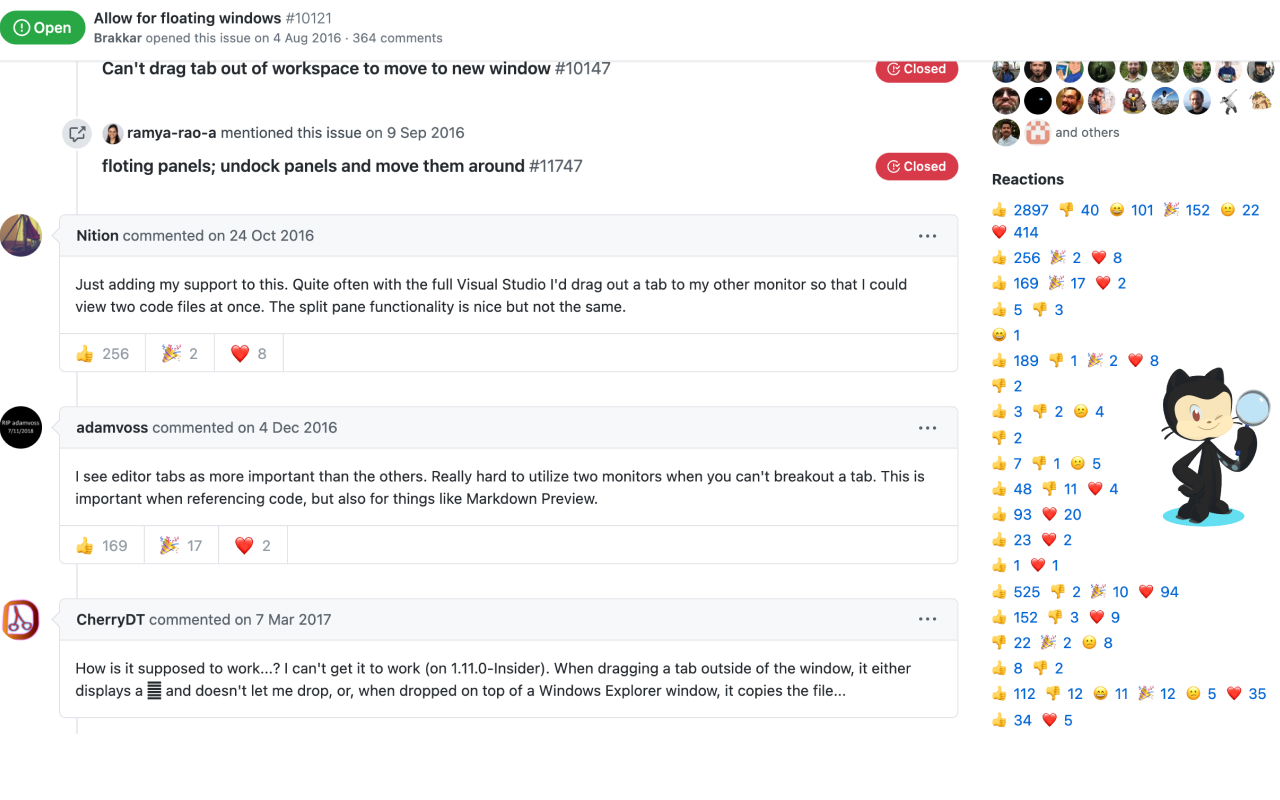 Open
Allow for floating windows #10121
Brakkar opened this issue on 4 Aug 2016 · 364 comments
Can't drag tab out of workspace to move to new window #10147
Closed
ramya-rao-a mentioned this issue on 9 Sep 2016
floting panels; undock panels and move them around #11747
Closed
Nition commented on 24 Oct 2016
Just adding my support to this. Quite often with the full Visual Studio I'd drag out a tab to my other monitor so that I could
view two code files at once. The split pane functionality is nice but not the same.
👍 256 🎉 2 ❤️ 8
RIP adamvoss
7/11/2018
adamvoss commented on 4 Dec 2016
I see editor tabs as more important than the others. Really hard to utilize two monitors when you can't breakout a tab. This is
important when referencing code, but also for things like Markdown Preview.
👍 169 🎉 17 ❤️ 2
CherryDT commented on 7 Mar 2017
How is it supposed to work...? I can't get it to work (on 1.11.0-Insider). When dragging a tab outside of the window, it either
displays a and doesn't let me drop, or, when dropped on top of a Windows Explorer window, it copies the file...
and others
Reactions
👍 2897 👎 40 😄 101 🎉 152 😕 22
❤️ 414
👍 256 🎉 2 ❤️ 8
👍 169 🎉 17 ❤️ 2
👍 5 👎 3
😄 1
👍 189 👎 1 🎉 2 ❤️ 8
👎 2
👍 3 👎 2 😕 4
👎 2
👍 7 👎 1 😕 5
👍 48 👎 11 ❤️ 4
👍 93 ❤️ 20
👍 23 ❤️ 2
👍 1 ❤️ 1
👍 525 👎 2 🎉 10 ❤️ 94
👍 152 👎 3 ❤️ 9
👎 22 🎉 2 😕 8
👍 8 👎 2
👍 112 👎 12 😄 11 🎉 12 😕 5 ❤️ 35
👍 34 ❤️ 5